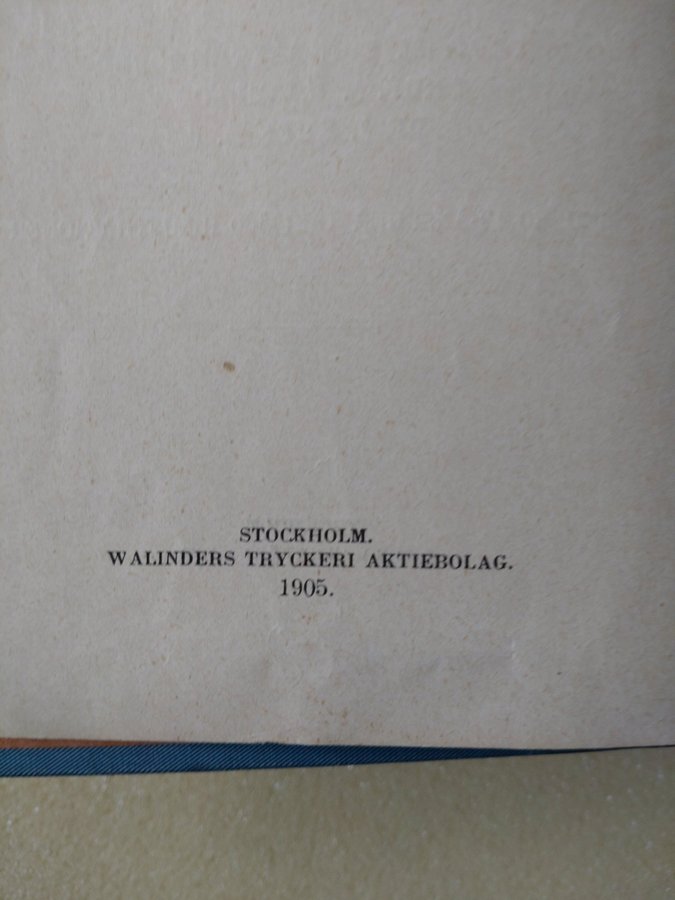 STOCKHOLM.
WALINDERS TRYCKERI AKTIEBOLAG.
1905.